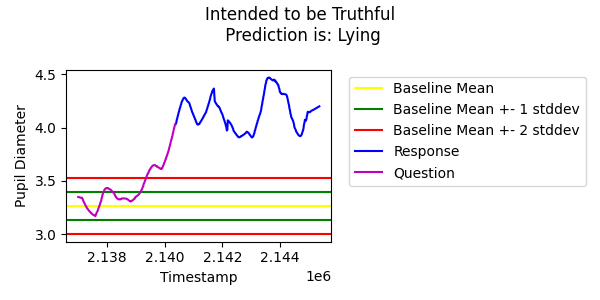 Intended to be Truthful
Prediction is: Lying
4.5
4.0
3.5
3.0
Pupil Diameter
2.138
2.140
2.142
2.144
1e6
Timestamp
Baseline Mean
Baseline Mean +- 1 stddev
Baseline Mean +- 2 stddev
Response
Question